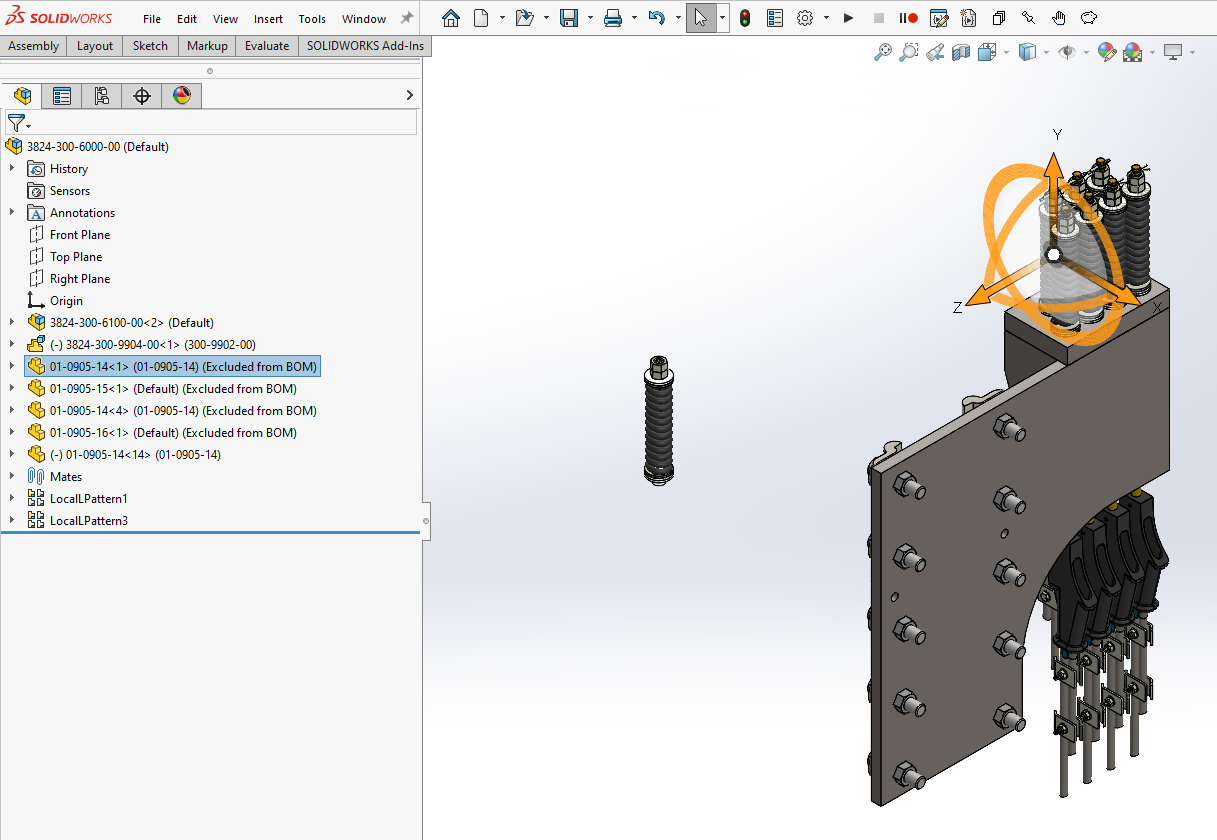 SOLIDWORKS File Edit View Insert Tools Window
Assembly Layout Sketch Markup Evaluate SOLIDWORKS Add-Ins
3824-300-6000-00 (Default)
History
Sensors
Annotations
Front Plane
Top Plane
Right Plane
Origin
3824-300-6100-00<2> (Default)
(-) 3824-300-9904-00<1> (300-9902-00)
01-0905-14<1> (01-0905-14) (Excluded from BOM)
01-0905-15<1> (Default) (Excluded from BOM)
01-0905-14<4> (01-0905-14) (Excluded from BOM)
01-0905-16<1> (Default) (Excluded from BOM)
(-) 01-0905-14<14> (01-0905-14)
Mates
LocalLPattern1
LocalLPattern3
Y
Z
X